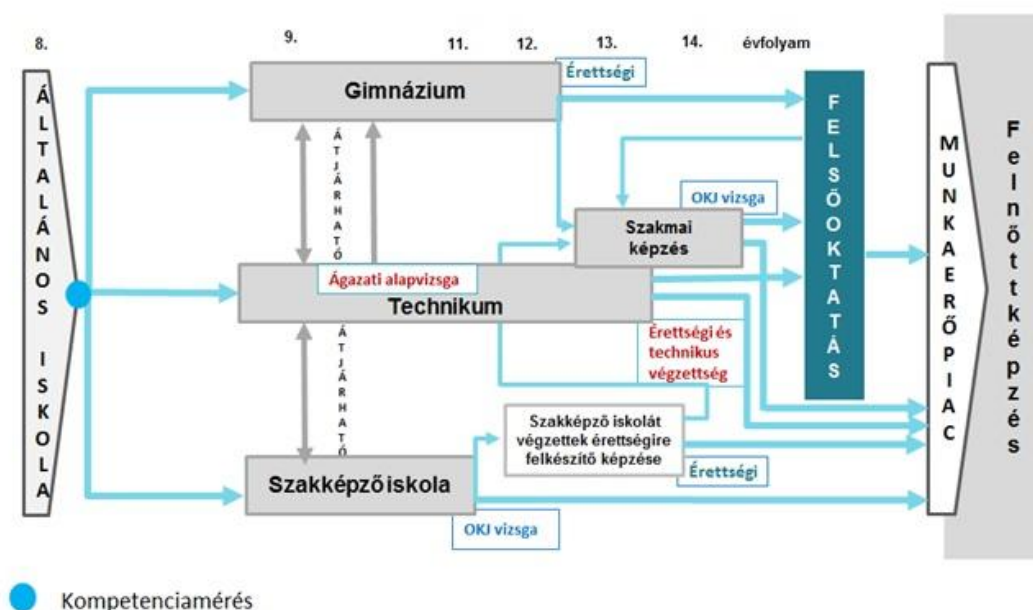 8.
9.
11.
12.
13.
14.
évfolyam
ÁLTALÁNOS ISKOLA
Gimnázium
Érettségi
ÁTJÁRHATÓ
FELSŐOKTATÁS
MUNKAERŐPIAC
Felnőttképzés
OKJ vizsga
Szakmai
képzés
Ágazati alapvizsga
Technikum
ÁTJÁRHATÓ
Érettségi és
technikus
végzettség
Szakképző iskolát
végzettek érettségire
felkészítő képzése
Érettségi
Szakképző iskola
OKJ vizsga
Kompetenciamérés